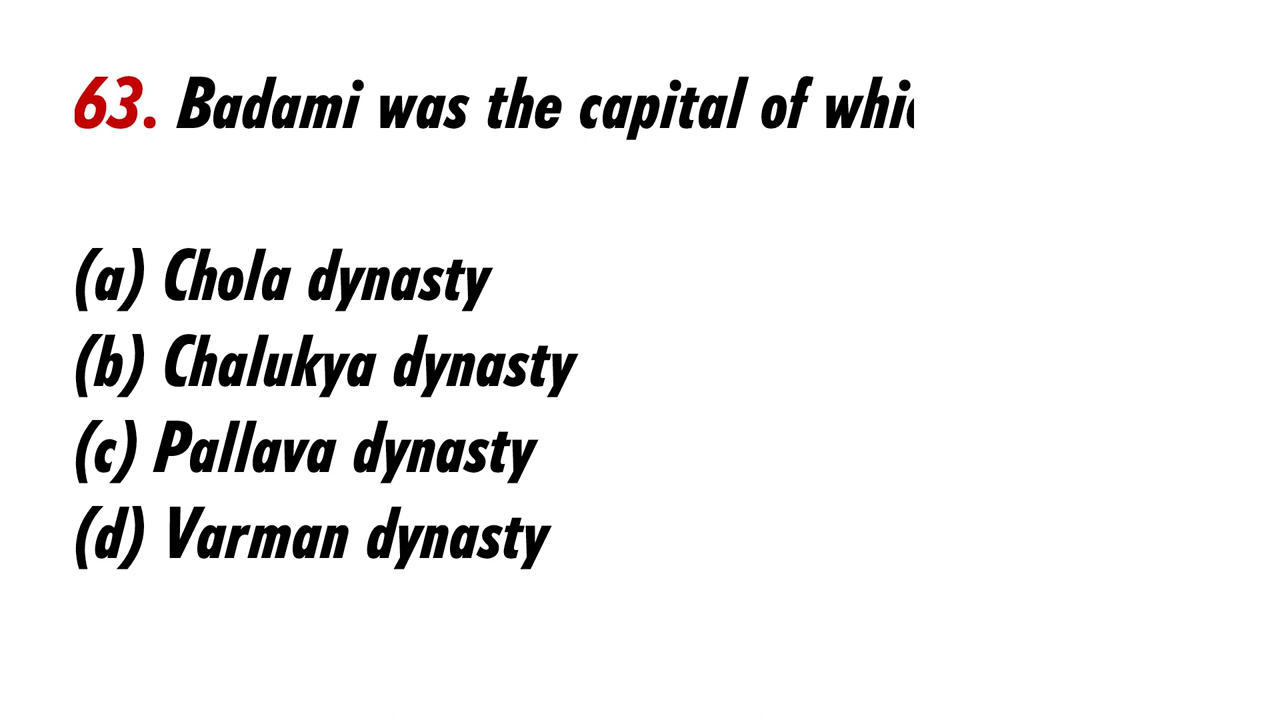 63. Badami was the capital of whi
(a) Chola dynasty
(b) Chalukya dynasty
(c) Pallava dynasty
(d) Varman dynasty